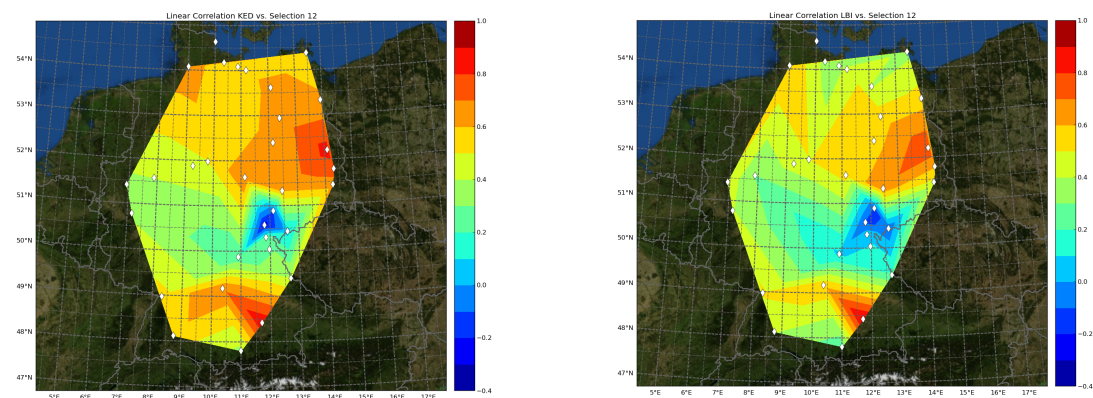 Linear Correlation KED vs. Selection 12
54°N
53°N
52°N
51°N
50°N
49°N
48°N
47°N
5°E 6°E 7°E 8°E 9°E 10°E 11°E 12°E 13°E 14°E 15°E 16°E 17°E
1.0
0.8
0.6
0.4
0.2
0.0
−0.2
−0.4
Linear Correlation LBI vs. Selection 12
54°N
53°N
52°N
51°N
50°N
49°N
48°N
47°N
5°E 6°E 7°E 8°E 9°E 10°E 11°E 12°E 13°E 14°E 15°E 16°E 17°E
1.0
0.8
0.6
0.4
0.2
0.0
−0.2
−0.4